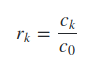 r_k = \frac{c_k}{c_0}